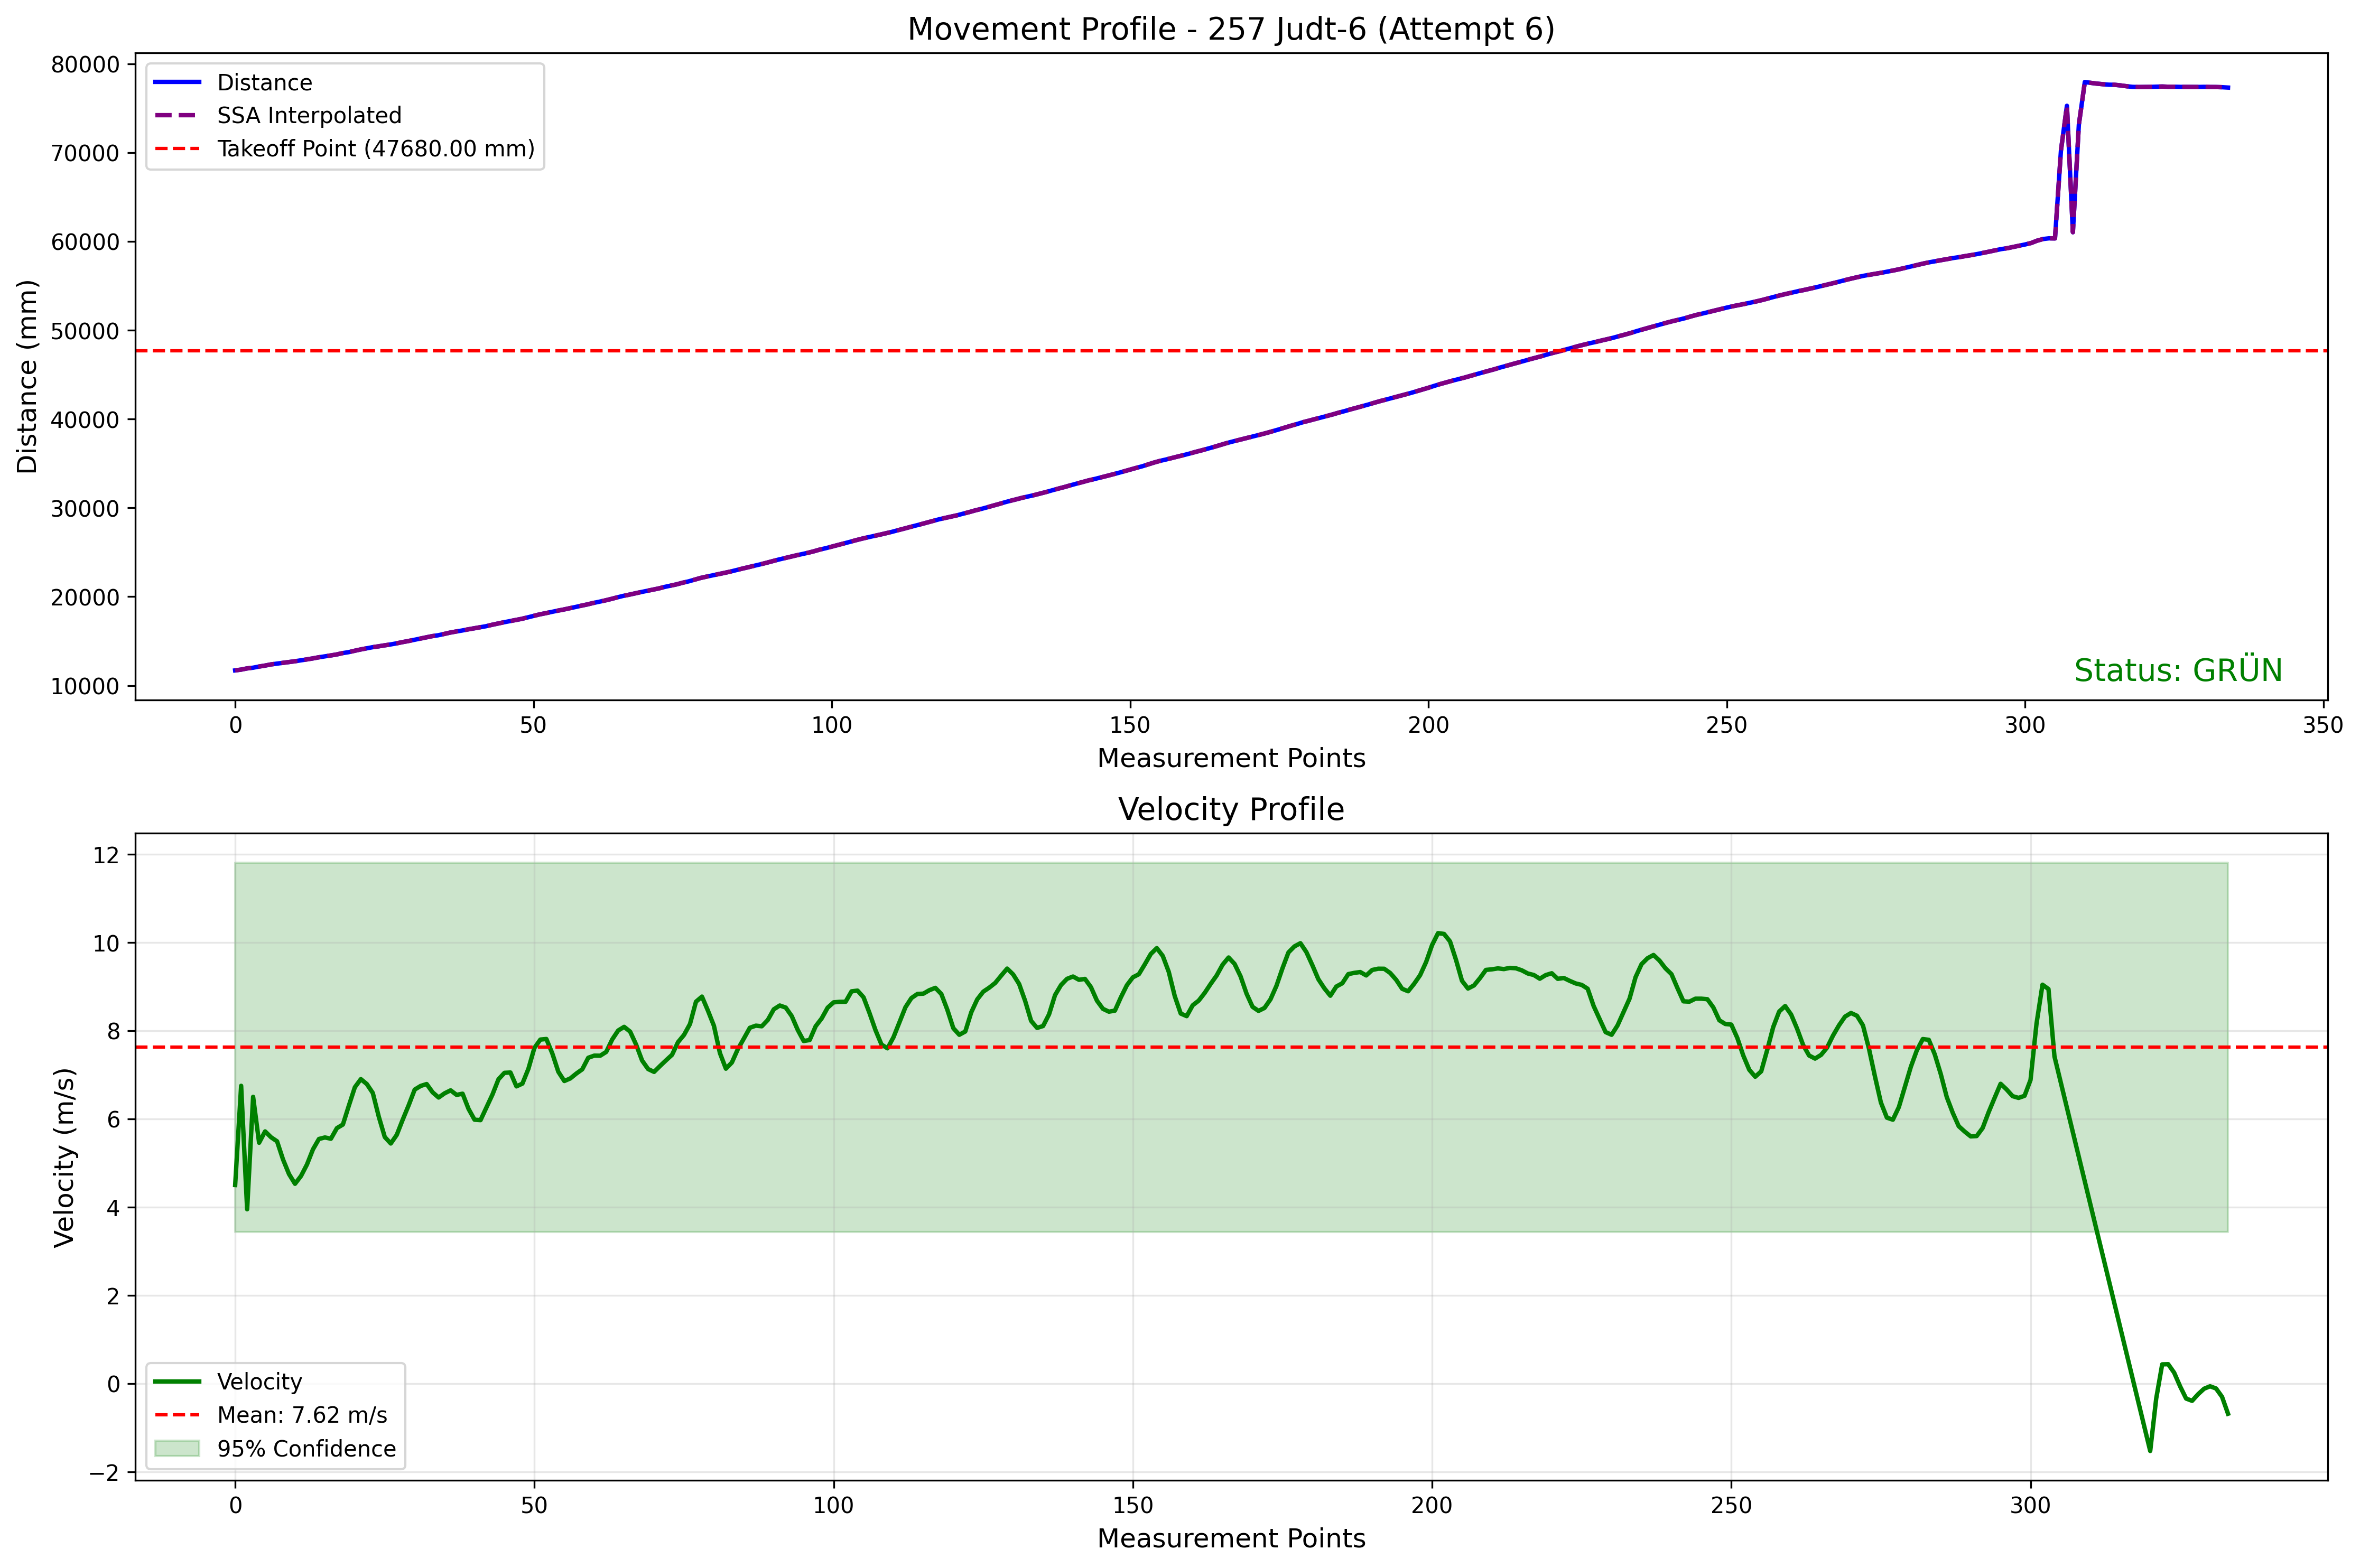 Movement Profile - 257 Judt-6 (Attempt 6)
Distance
SSA Interpolated
Takeoff Point (47680.00 mm)
Distance (mm)
80000
70000
60000
50000
40000
30000
20000
10000
Status: GRÜN
0 50 100 150 200 250 300 350
Measurement Points
Velocity Profile
Velocity (m/s)
12
10
8
6
4
2
0
−2
Velocity
Mean: 7.62 m/s
95% Confidence
0 50 100 150 200 250 300
Measurement Points